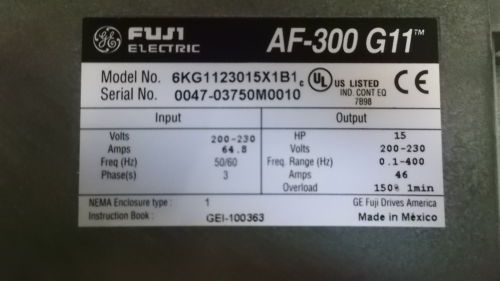 GE FUJI ELECTRIC AF-300 G11™
Model No. 6KG1123015X1B1
Serial No. 0047-03750M0010
c UL US LISTED
IND. CONT EQ
7B98
CE
Input Output
Volts 200-230 HP 15
Amps 64.8 Volts 200-230
Freq (Hz) 50/60 Freq. Range (Hz) 0.1-400
Phase(s) 3 Amps 46
Overload 150% 1min
NEMA Enclosure type : 1 GE Fuji Drives America
Instruction Book : GEI-100363 Made in México